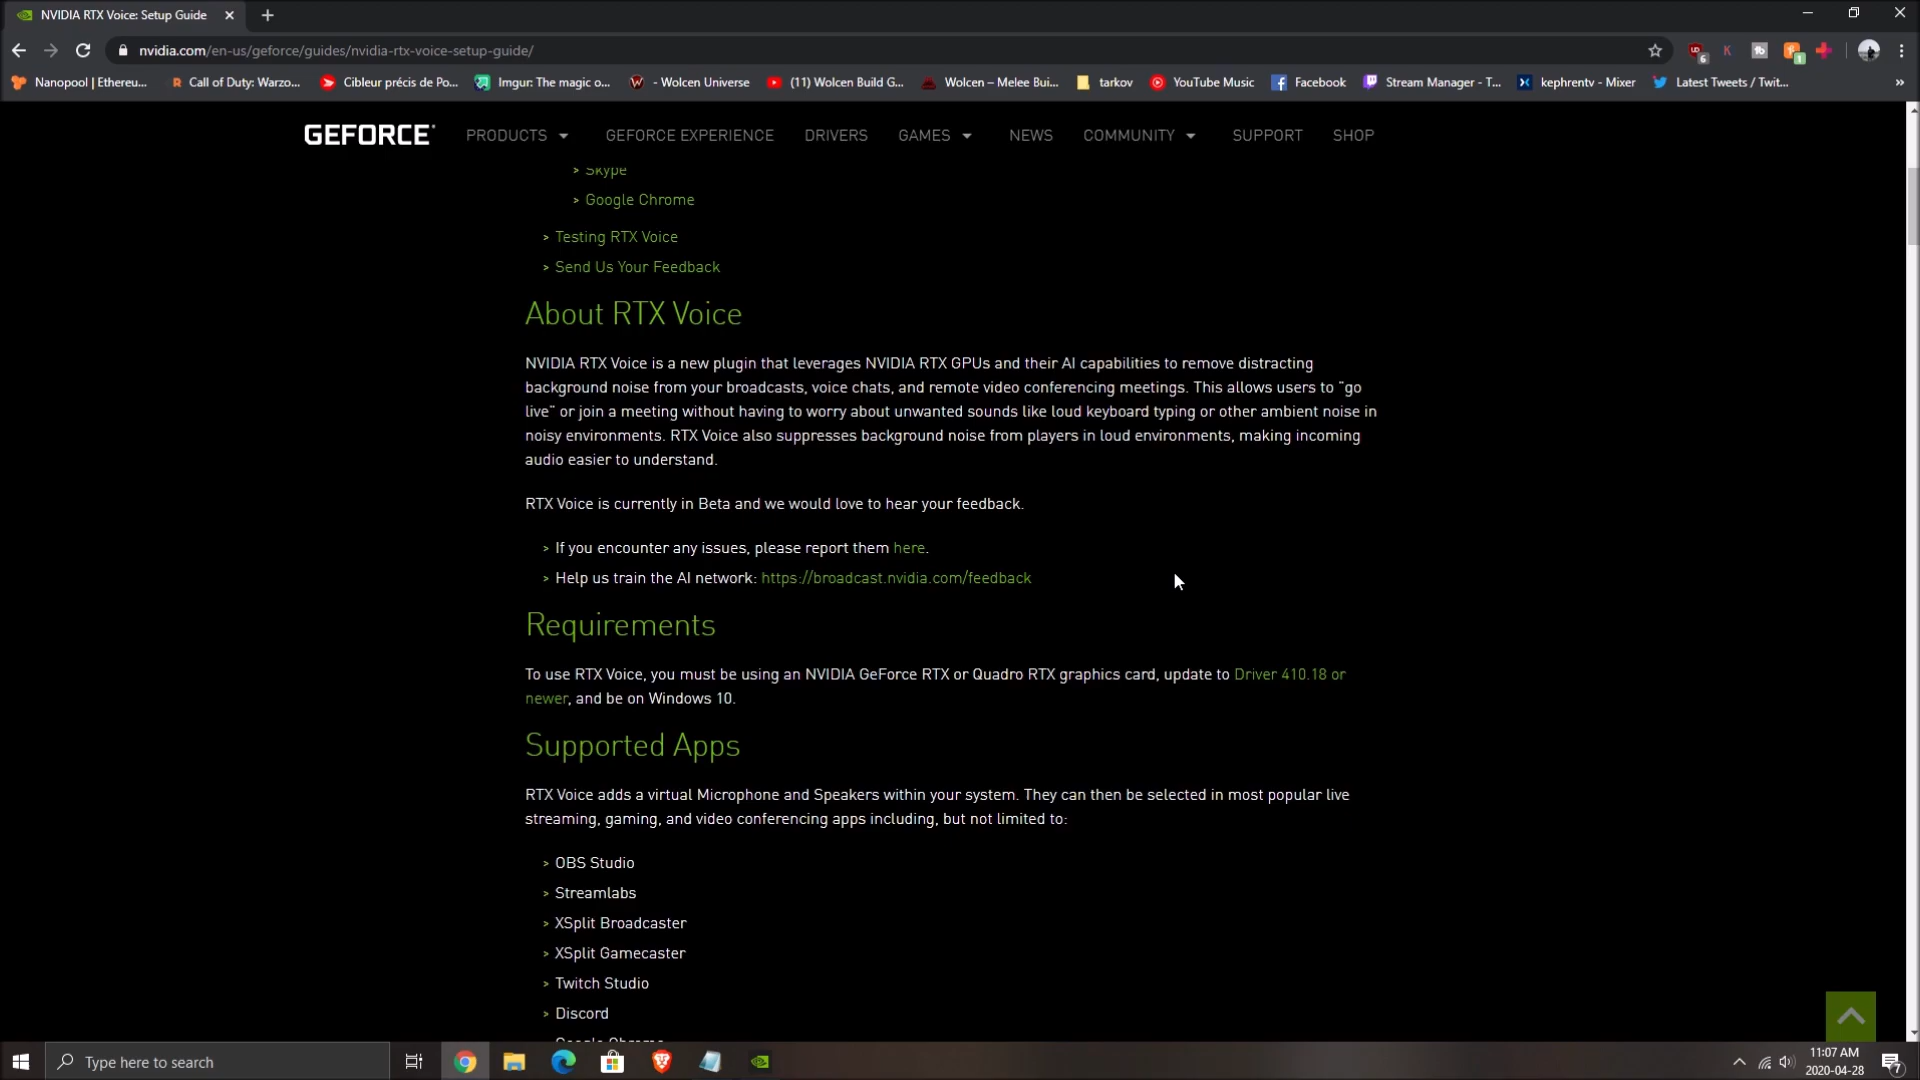 NVIDIA RTX Voice: Setup Guide
nvidia.com/en-us/geforce/guides/nvidia-rtx-voice-setup-guide/
Nanopool | Ethereu... Call of Duty: Warzo... Cibleur précis de Po... Imgur: The magic o... - Wolcen Universe (11) Wolcen Build G... Wolcen – Melee Bui... tarkov YouTube Music Facebook Stream Manager - T... kephrentv - Mixer Latest Tweets / Twit... »
GEFORCE PRODUCTS GEFORCE EXPERIENCE DRIVERS GAMES NEWS COMMUNITY SUPPORT SHOP
> Skype
> Google Chrome
> Testing RTX Voice
> Send Us Your Feedback
About RTX Voice
NVIDIA RTX Voice is a new plugin that leverages NVIDIA RTX GPUs and their AI capabilities to remove distracting
background noise from your broadcasts, voice chats, and remote video conferencing meetings. This allows users to "go
live" or join a meeting without having to worry about unwanted sounds like loud keyboard typing or other ambient noise in
noisy environments. RTX Voice also suppresses background noise from players in loud environments, making incoming
audio easier to understand.
RTX Voice is currently in Beta and we would love to hear your feedback.
> If you encounter any issues, please report them here.
> Help us train the AI network: https://broadcast.nvidia.com/feedback
Requirements
To use RTX Voice, you must be using an NVIDIA GeForce RTX or Quadro RTX graphics card, update to Driver 410.18 or
newer, and be on Windows 10.
Supported Apps
RTX Voice adds a virtual Microphone and Speakers within your system. They can then be selected in most popular live
streaming, gaming, and video conferencing apps including, but not limited to:
> OBS Studio
> Streamlabs
> XSplit Broadcaster
> XSplit Gamecaster
> Twitch Studio
> Discord
Google Chrome
Type here to search
11:07 AM
2020-04-28
7